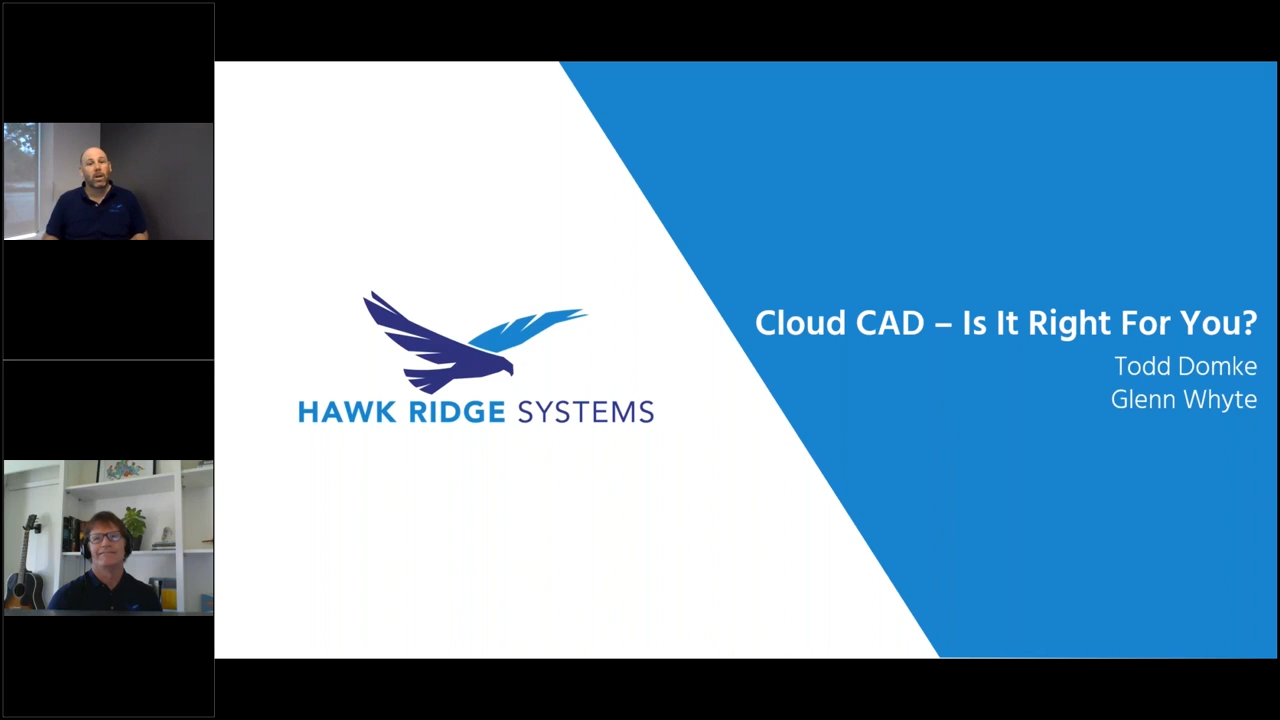 Cloud CAD – Is It Right For You?
Todd Domke
Glenn Whyte
HAWK RIDGE SYSTEMS